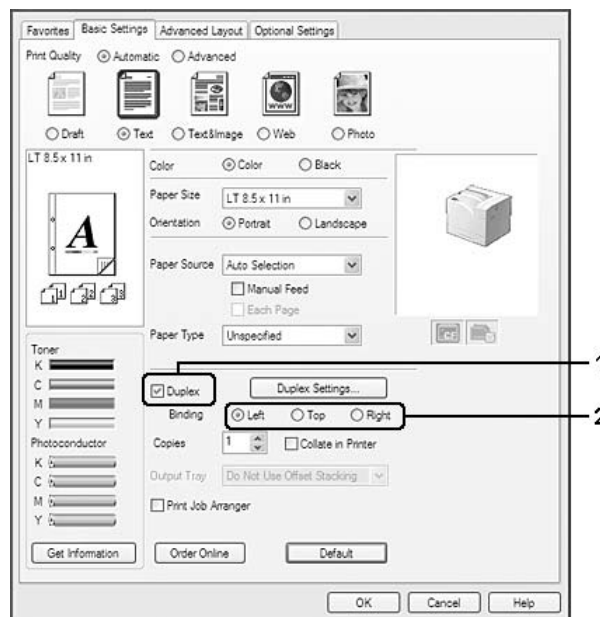 Favorites Basic Settings Advanced Layout Optional Settings
Print Quality Automatic Advanced
Draft Text Text&Image Web Photo
LT 8.5 x 11 in
Color Color Black
Paper Size LT 8.5 x 11 in
Orientation Portrait Landscape
Paper Source Auto Selection
Manual Feed
Each Page
Paper Type Unspecified
Toner
K
C
M
Y
Photoconductor
K
C
M
Y
Get Information
Duplex Duplex Settings...
1
Binding Left Top Right
2
Copies 1 Collate in Printer
Output Tray Do Not Use Offset Stacking
Print Job Arranger
Order Online Default
OK Cancel Help